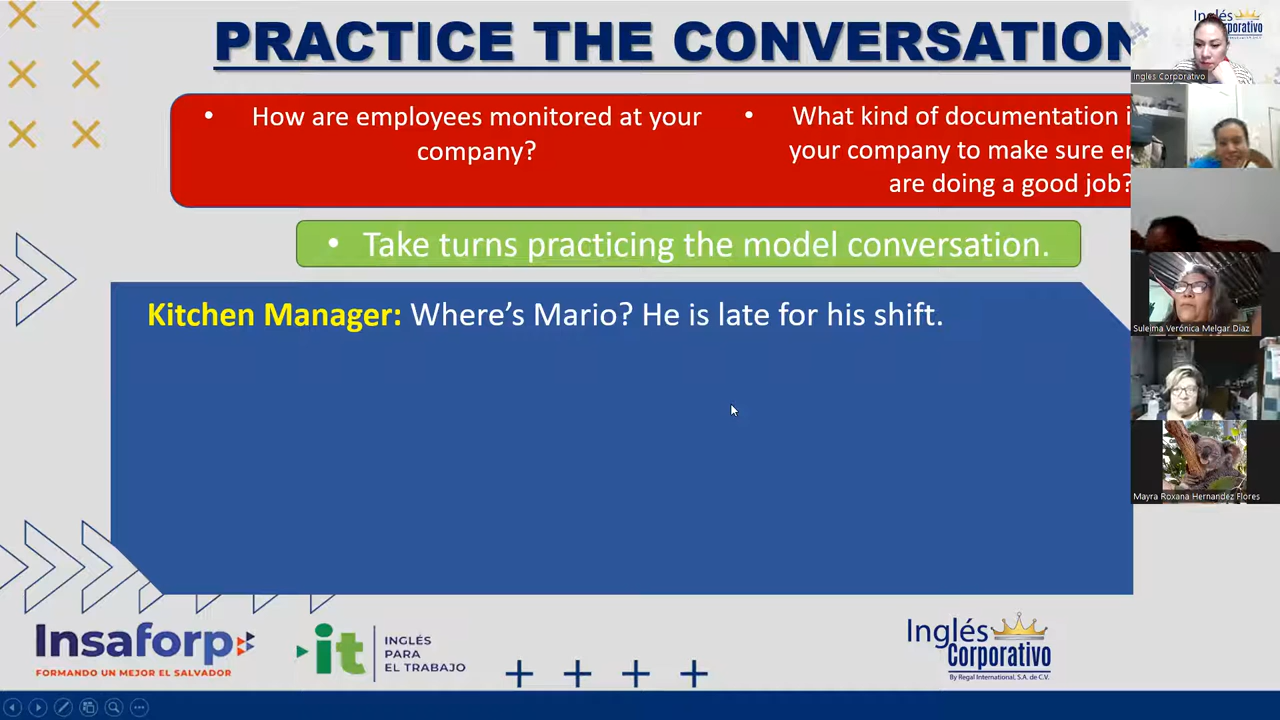 PRACTICE THE CONVERSATION
• How are employees monitored at your
company?
• What kind of documentation
your company to make sure
are doing a good job?
• Take turns practicing the model conversation.
Kitchen Manager: Where's Mario? He is late for his shift.
Inglés
Corporativo
Ingles Corporativo
Suleima Verónica Melgar Diaz
Mayra Roxana Hernandez Flores
Insaforp
FORMANDO UN MEJOR EL SALVADOR
it
INGLÉS
PARA
EL TRABAJO
Inglés
Corporativo
By Regal International, S.A. de C.V.